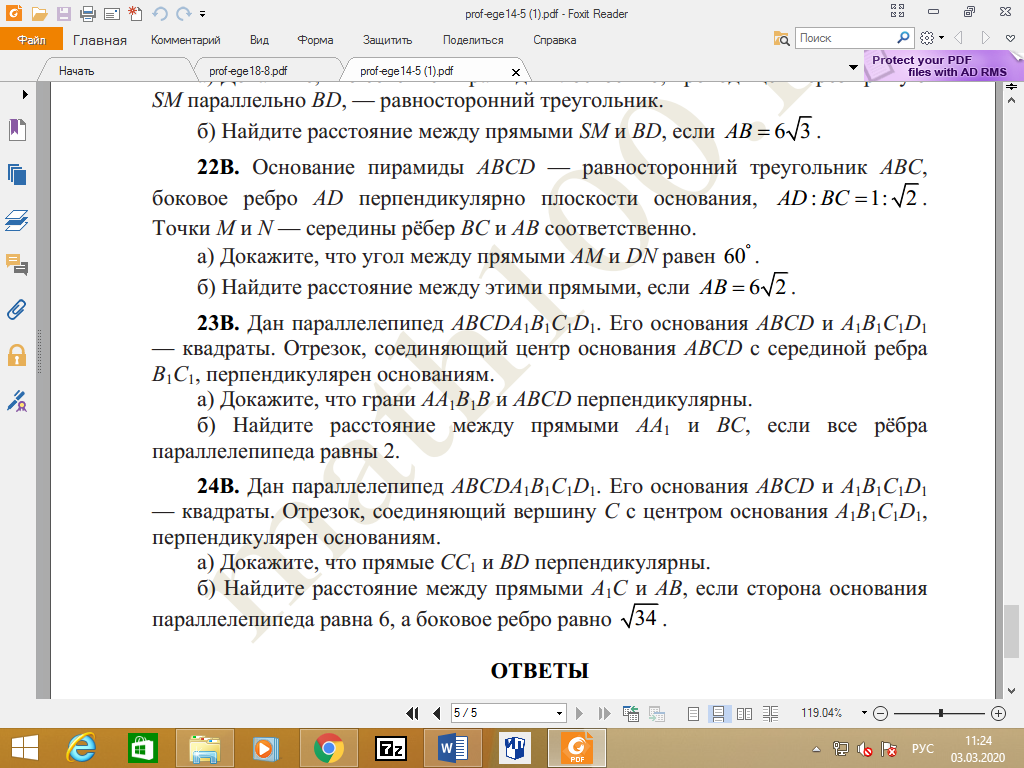 prof-ege14-5 (1).pdf - Foxit Reader
Файл Главная Комментарий Вид Форма Защитить Поделиться Справка Поиск
Начать prof-ege18-8.pdf prof-ege14-5 (1).pdf
Protect your PDF
files with AD RMS
SM параллельно BD, — равносторонний треугольник.
б) Найдите расстояние между прямыми SM и BD, если AB = 6√3 .
22В. Основание пирамиды ABCD — равносторонний треугольник ABC,
боковое ребро AD перпендикулярно плоскости основания, AD : BC = 1 : √2 .
Точки M и N — середины рёбер BC и AB соответственно.
а) Докажите, что угол между прямыми AM и DN равен 60° .
б) Найдите расстояние между этими прямыми, если AB = 6√2 .
23В. Дан параллелепипед ABCDA₁B₁C₁D₁. Его основания ABCD и A₁B₁C₁D₁
— квадраты. Отрезок, соединяющий центр основания ABCD с серединой ребра
B₁C₁, перпендикулярен основаниям.
а) Докажите, что грани AA₁B₁B и ABCD перпендикулярны.
б) Найдите расстояние между прямыми AA₁ и BC, если все рёбра
параллелепипеда равны 2.
24В. Дан параллелепипед ABCDA₁B₁C₁D₁. Его основания ABCD и A₁B₁C₁D₁
— квадраты. Отрезок, соединяющий вершину C с центром основания A₁B₁C₁D₁,
перпендикулярен основаниям.
а) Докажите, что прямые CC₁ и BD перпендикулярны.
б) Найдите расстояние между прямыми A₁C и AB, если сторона основания
параллелепипеда равна 6, а боковое ребро равно √34 .
ОТВЕТЫ
5 / 5 119.04%
РУС 11:24
03.03.2020